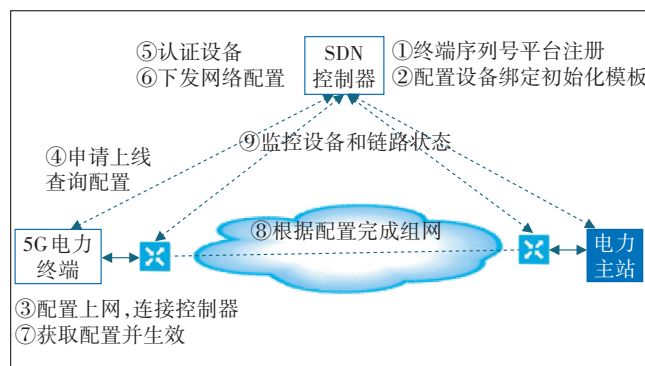 ⑤认证设备
⑥下发网络配置
SDN
控制器
①终端序列号平台注册
②配置设备绑定初始化模板
④申请上线
查询配置
⑨监控设备和链路状态
5G电力
终端
⑧根据配置完成组网
电力
主站
③配置上网,连接控制器
⑦获取配置并生效